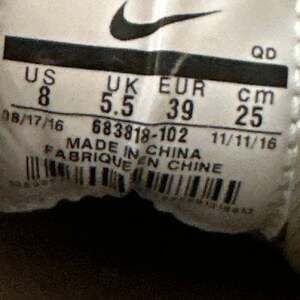 QD
US UK EUR cm
8 5.5 39 25
08/17/16 683818-102 11/11/16
MADE IN CHINA
FABRIQUE EN CHINE